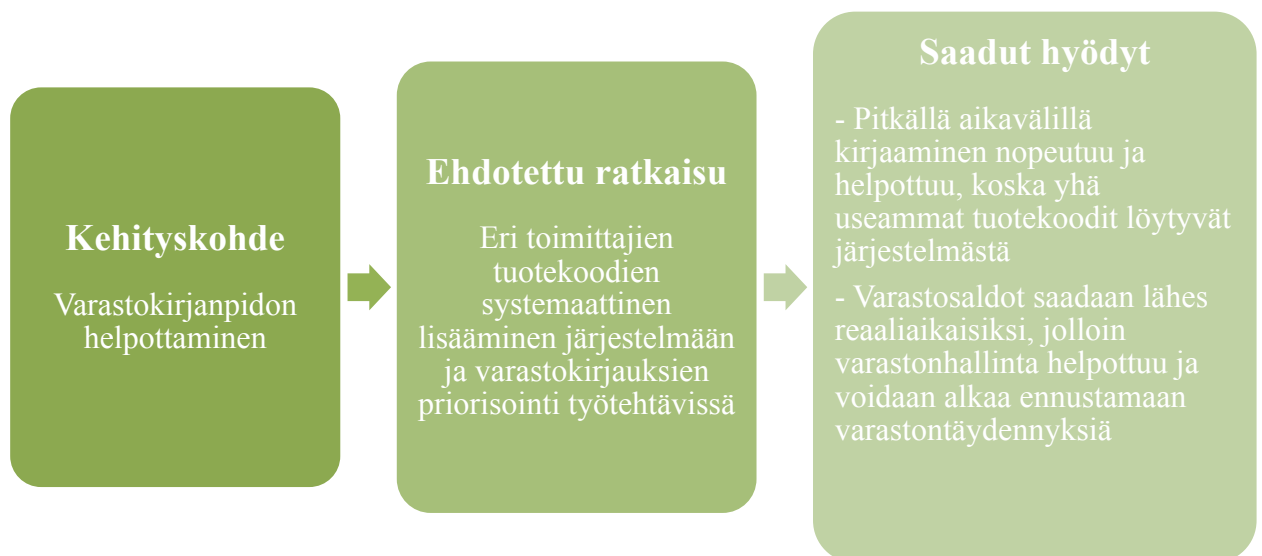 Kehityskohde
Varastokirjanpidon
helpottaminen
Ehdotettu ratkaisu
Eri toimittajien
tuotekoodien
systemaattinen
lisääminen järjestelmään
ja varastokirjauksien
priorisointi työtehtävissä
Saadut hyödyt
- Pitkällä aikavälillä
kirjaaminen nopeutuu ja
helpottuu, koska yhä
useammat tuotekoodit löytyvät
järjestelmästä
- Varastosaldot saadaan lähes
reaaliaikaisiksi, jolloin
varastonhallinta helpottuu ja
voidaan alkaa ennustamaan
varastontäydennyksiä